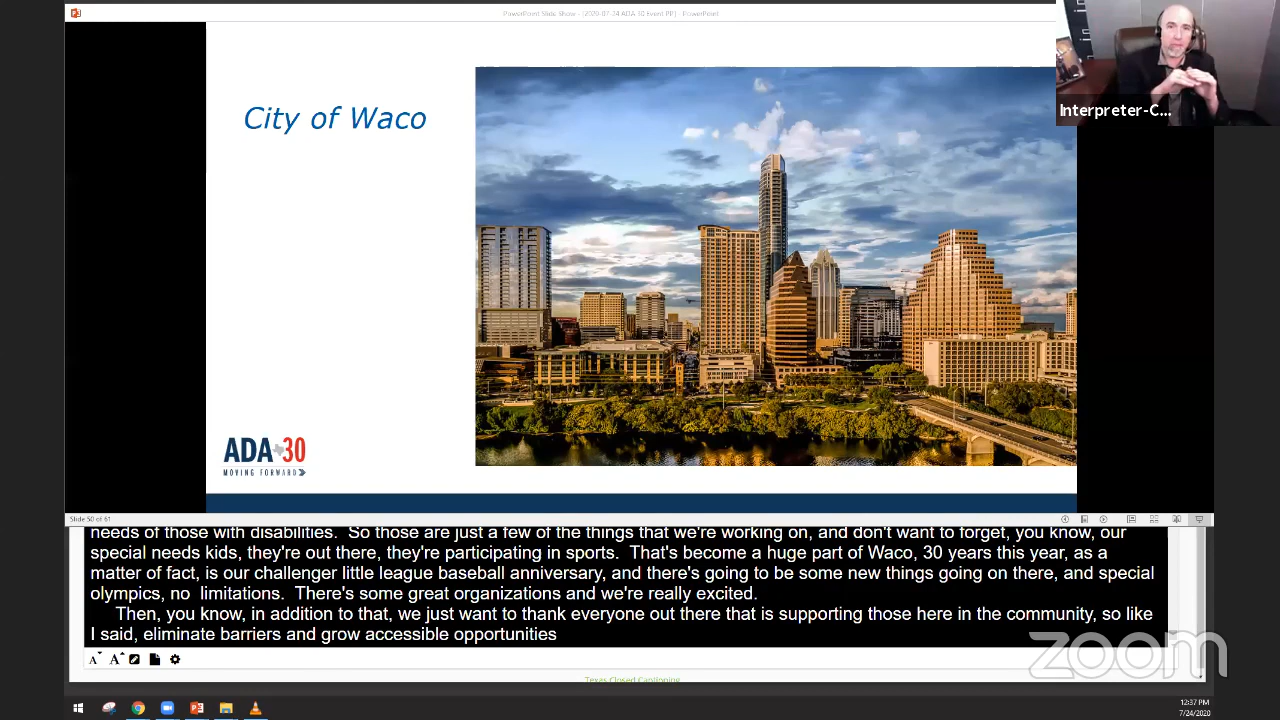 PowerPoint Slide Show - [2020-07-24 ADA 30 Event PP] - PowerPoint
City of Waco
Interpreter-C...
ADA 30
MOVING FORWARD
Slide 50 of 61
needs of those with disabilities. So those are just a few of the things that we're working on, and don't want to forget, you know, our
special needs kids, they're out there, they're participating in sports. That's become a huge part of Waco, 30 years this year, as a
matter of fact, is our challenger little league baseball anniversary, and there's going to be some new things going on there, and special
olympics, no limitations. There's some great organizations and we're really excited.
Then, you know, in addition to that, we just want to thank everyone out there that is supporting those here in the community, so like
I said, eliminate barriers and grow accessible opportunities
zoom
A A
Texas Closed Captioning
12:37 PM
7/24/2020